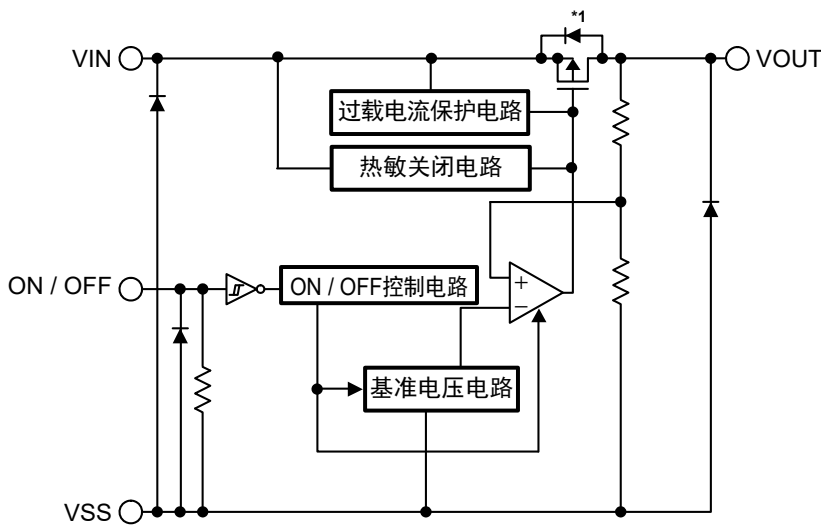 *1
VIN
VOUT
过载电流保护电路
热敏关闭电路
ON / OFF
ON / OFF控制电路
+
−
基准电压电路
VSS